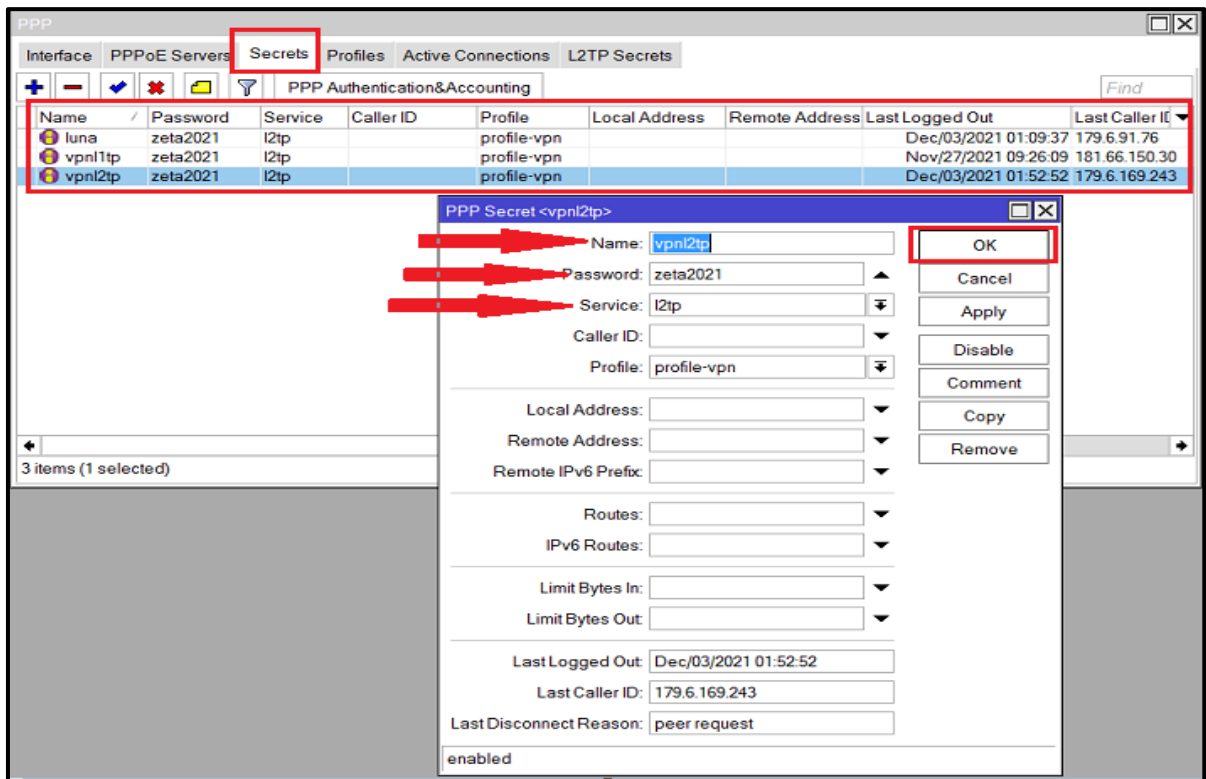 PPP
Interface PPPoE Servers Secrets Profiles Active Connections L2TP Secrets
PPP Authentication&Accounting Find
Name Password Service Caller ID Profile Local Address Remote Address Last Logged Out Last Caller ID
luna zeta2021 l2tp profile-vpn Dec/03/2021 01:09:37 179.6.91.76
vpnl1tp zeta2021 l2tp profile-vpn Nov/27/2021 09:26:09 181.66.150.30
vpnl2tp zeta2021 l2tp profile-vpn Dec/03/2021 01:52:52 179.6.169.243
3 items (1 selected)
PPP Secret <vpnl2tp>
Name: vpnl2tp OK
Password: zeta2021 Cancel
Service: l2tp Apply
Caller ID:
Profile: profile-vpn Disable
Comment
Local Address: Copy
Remote Address: Remove
Remote IPv6 Prefix:
Routes:
IPv6 Routes:
Limit Bytes In:
Limit Bytes Out:
Last Logged Out: Dec/03/2021 01:52:52
Last Caller ID: 179.6.169.243
Last Disconnect Reason: peer request
enabled